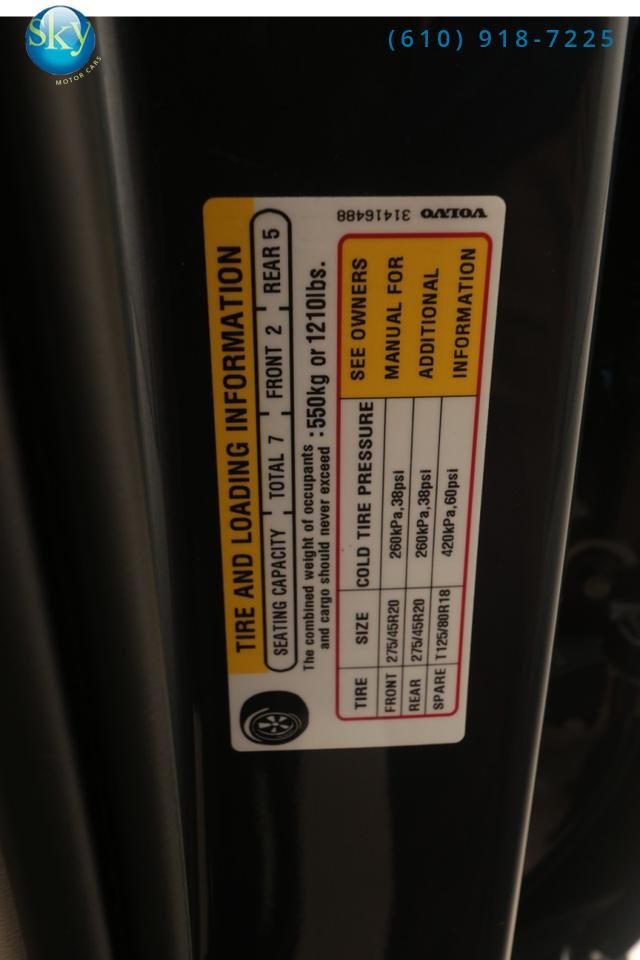 Sky
MOTOR CARS
(610) 918-7225
TIRE AND LOADING INFORMATION
SEATING CAPACITY TOTAL 7 FRONT 2 REAR 5
The combined weight of occupants
and cargo should never exceed : 550kg or 1210lbs.
TIRE SIZE COLD TIRE PRESSURE SEE OWNERS
FRONT 275/45R20 260kPa,38psi MANUAL FOR
REAR 275/45R20 260kPa,38psi ADDITIONAL
SPARE T125/80R18 420kPa,60psi INFORMATION
VOLVO 31416488